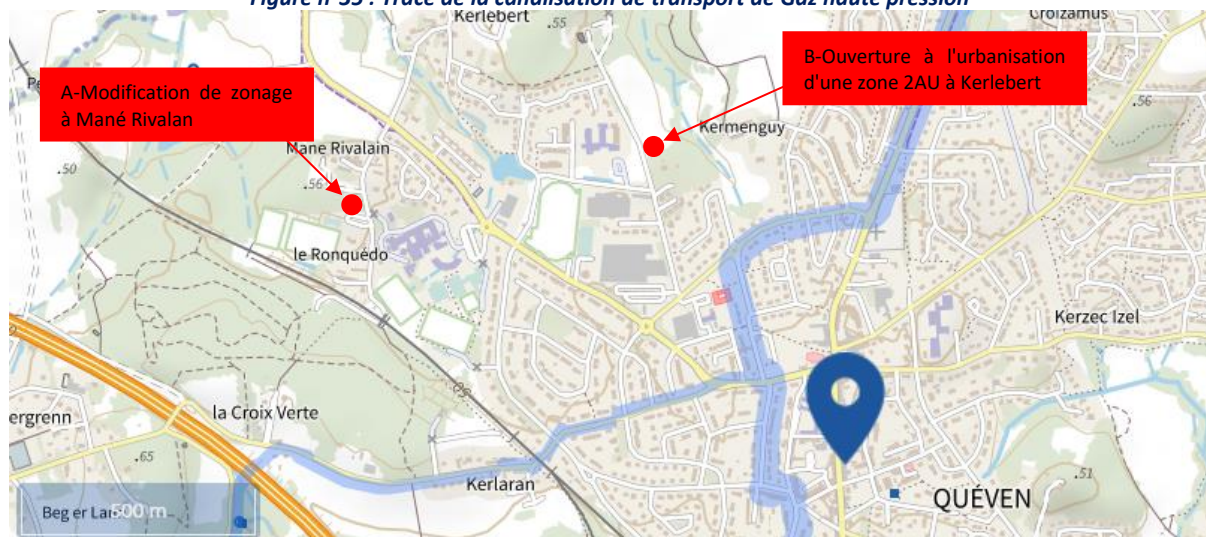 Figure n°35 : Tracé de la canalisation de transport de Gaz haute pression
Kerlebert
.55
Croizamus
A-Modification de zonage
à Mané Rivalan
B-Ouverture à l'urbanisation
d'une zone 2AU à Kerlebert
.56
Kermenguy
Mane Rivalain
.50
.56
le Ronquédo
Kerzec Izel
la Croix Verte
ergrenn
.65
Kerlaran
.51
QUÉVEN
Beg er Lan
500 m